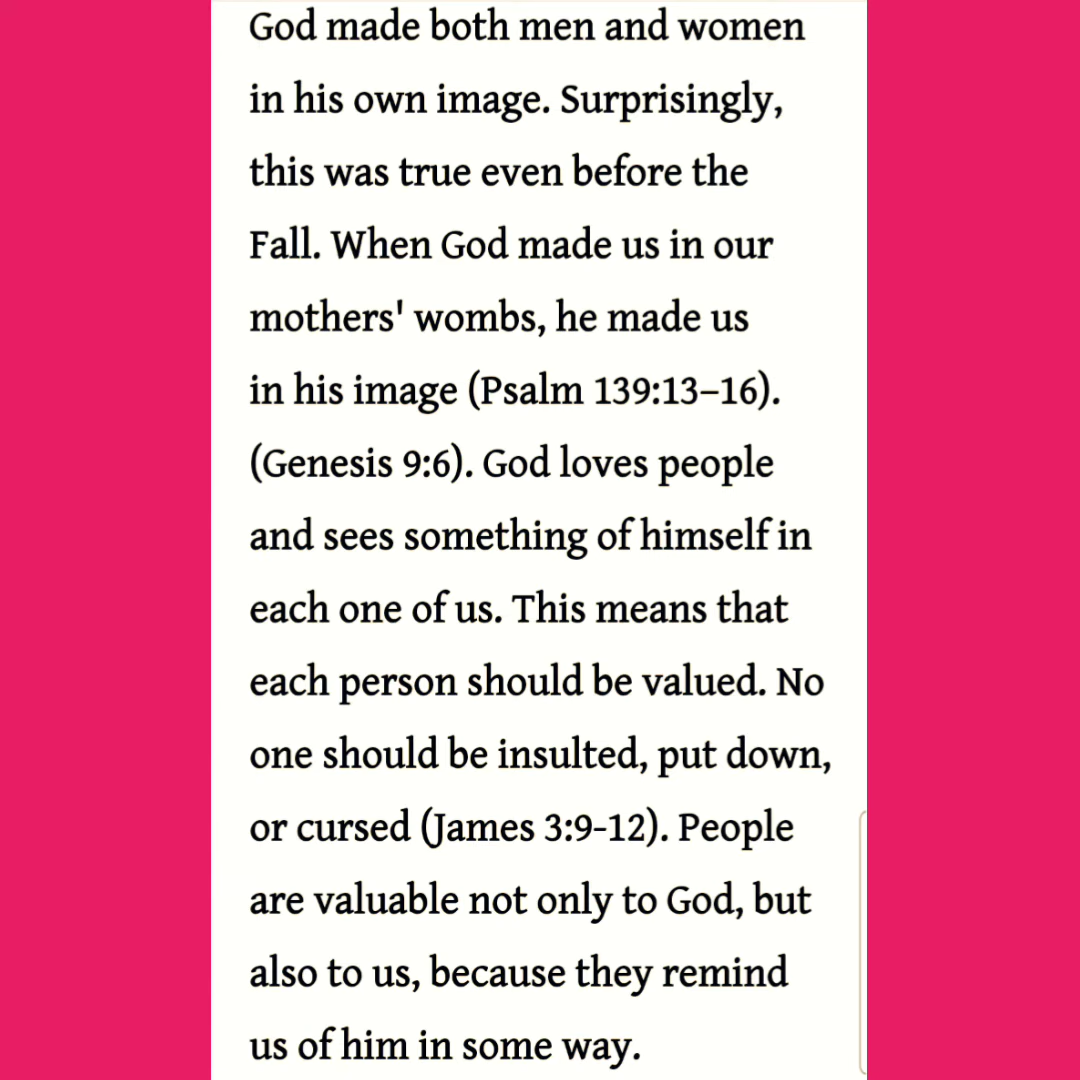 God made both men and women
in his own image. Surprisingly,
this was true even before the
Fall. When God made us in our
mothers' wombs, he made us
in his image (Psalm 139:13–16).
(Genesis 9:6). God loves people
and sees something of himself in
each one of us. This means that
each person should be valued. No
one should be insulted, put down,
or cursed (James 3:9-12). People
are valuable not only to God, but
also to us, because they remind
us of him in some way.